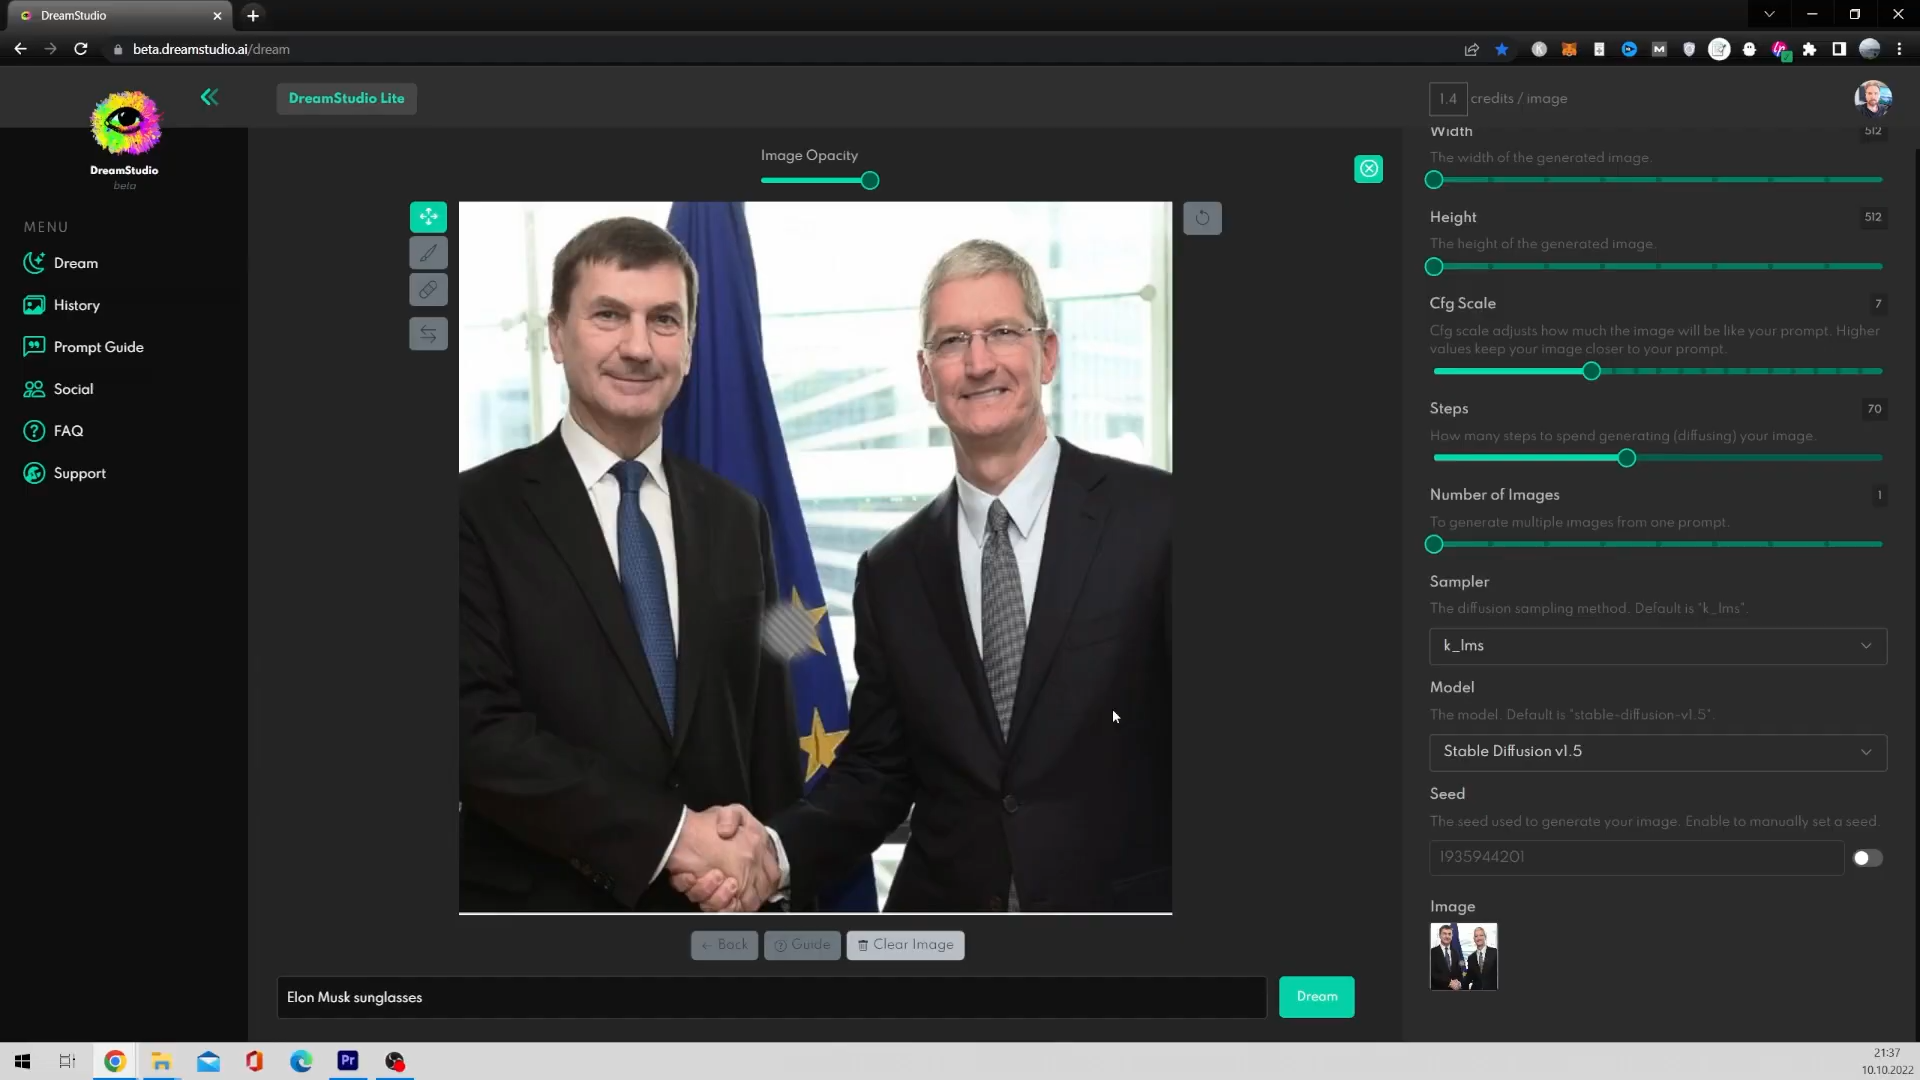 DreamStudio
beta.dreamstudio.ai/dream
DreamStudio
beta
DreamStudio Lite
1.4 credits / image
MENU
Dream
History
Prompt Guide
Social
FAQ
Support
Image Opacity
Width 512
The width of the generated image.
Height 512
The height of the generated image.
Cfg Scale 7
Cfg scale adjusts how much the image will be like your prompt. Higher
values keep your image closer to your prompt.
Steps 70
How many steps to spend generating (diffusing) your image.
Number of Images 1
To generate multiple images from one prompt.
Sampler
The diffusion sampling method. Default is "k_lms".
k_lms
Model
The model. Default is "stable-diffusion-v1.5".
Stable Diffusion v1.5
Seed
The seed used to generate your image. Enable to manually set a seed.
1935944201
Image
← Back
Guide
Clear Image
Elon Musk sunglasses
Dream
Pr
21:37
10.10.2022